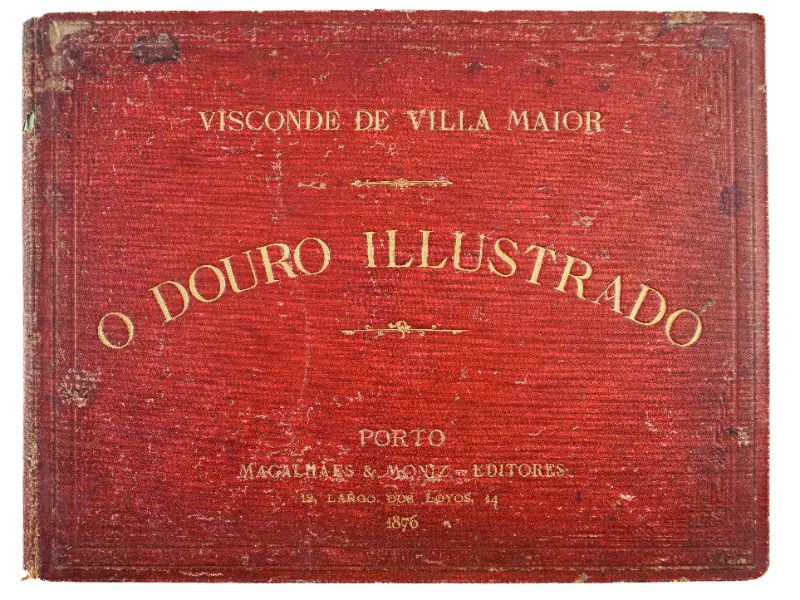 VISCONDE DE VILLA MAIOR
O DOURO ILLUSTRADO
PORTO
MAGALHÃES & MONIZ — EDITORES
12, LARGO DOS LOYOS, 14
1876